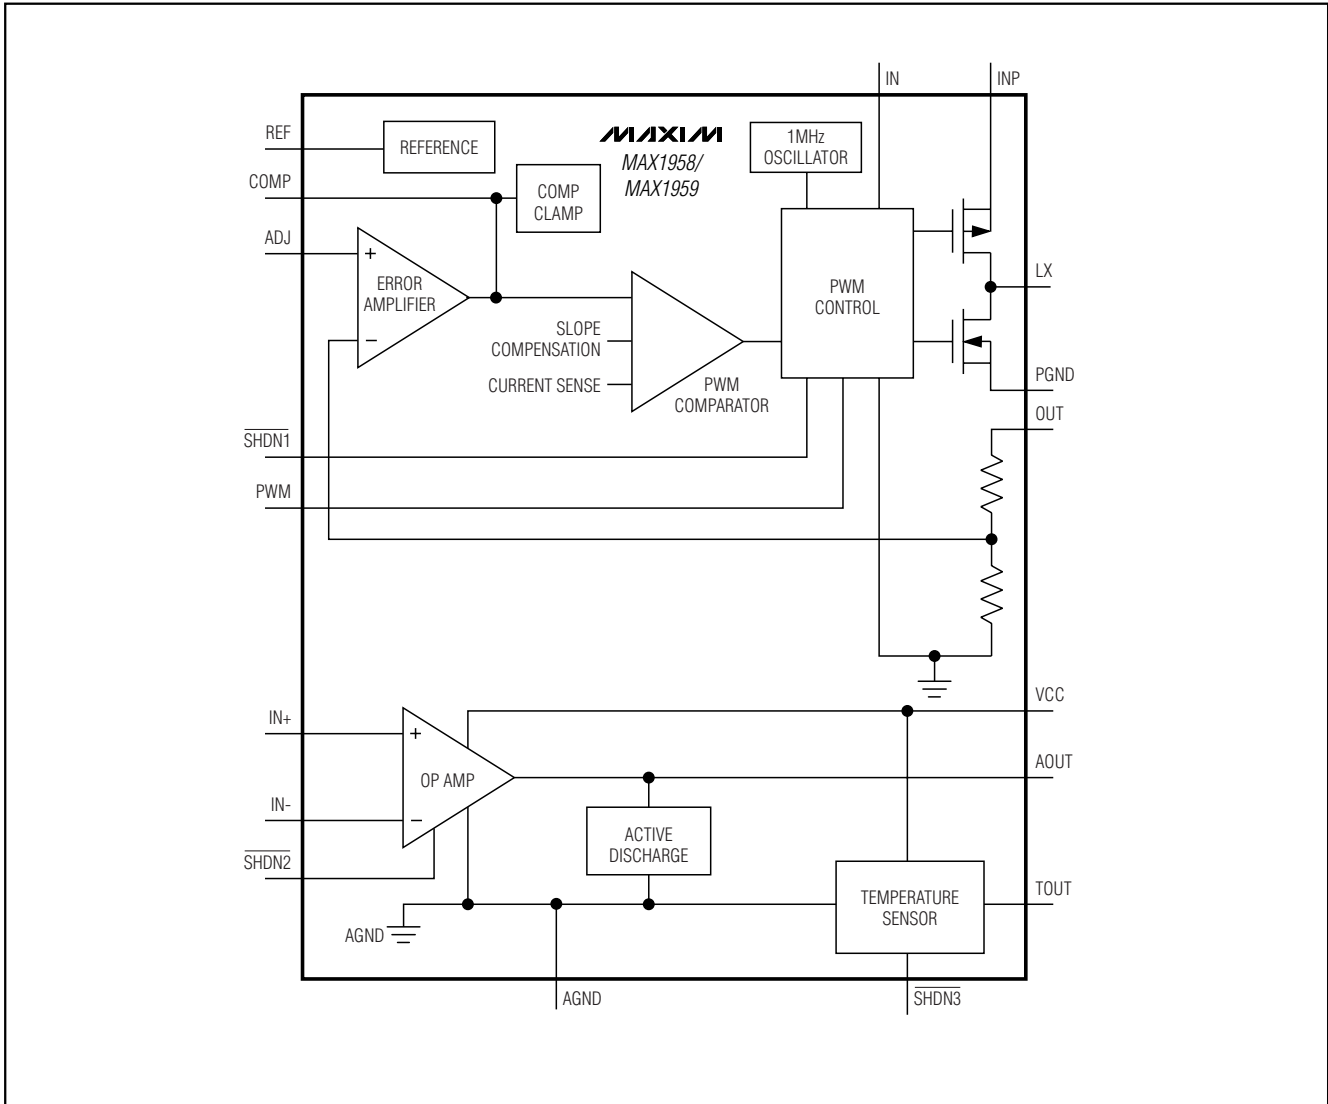 IN
INP
REF
REFERENCE
MAXIM
MAX1958/
MAX1959
1MHz
OSCILLATOR
COMP
COMP
CLAMP
ADJ
+
ERROR
AMPLIFIER
−
SLOPE
COMPENSATION
CURRENT SENSE
PWM
COMPARATOR
PWM
CONTROL
LX
PGND
OUT
SHDN1
PWM
VCC
IN+
+
OP AMP
AOUT
IN-
−
SHDN2
ACTIVE
DISCHARGE
TEMPERATURE
SENSOR
TOUT
AGND
AGND
SHDN3